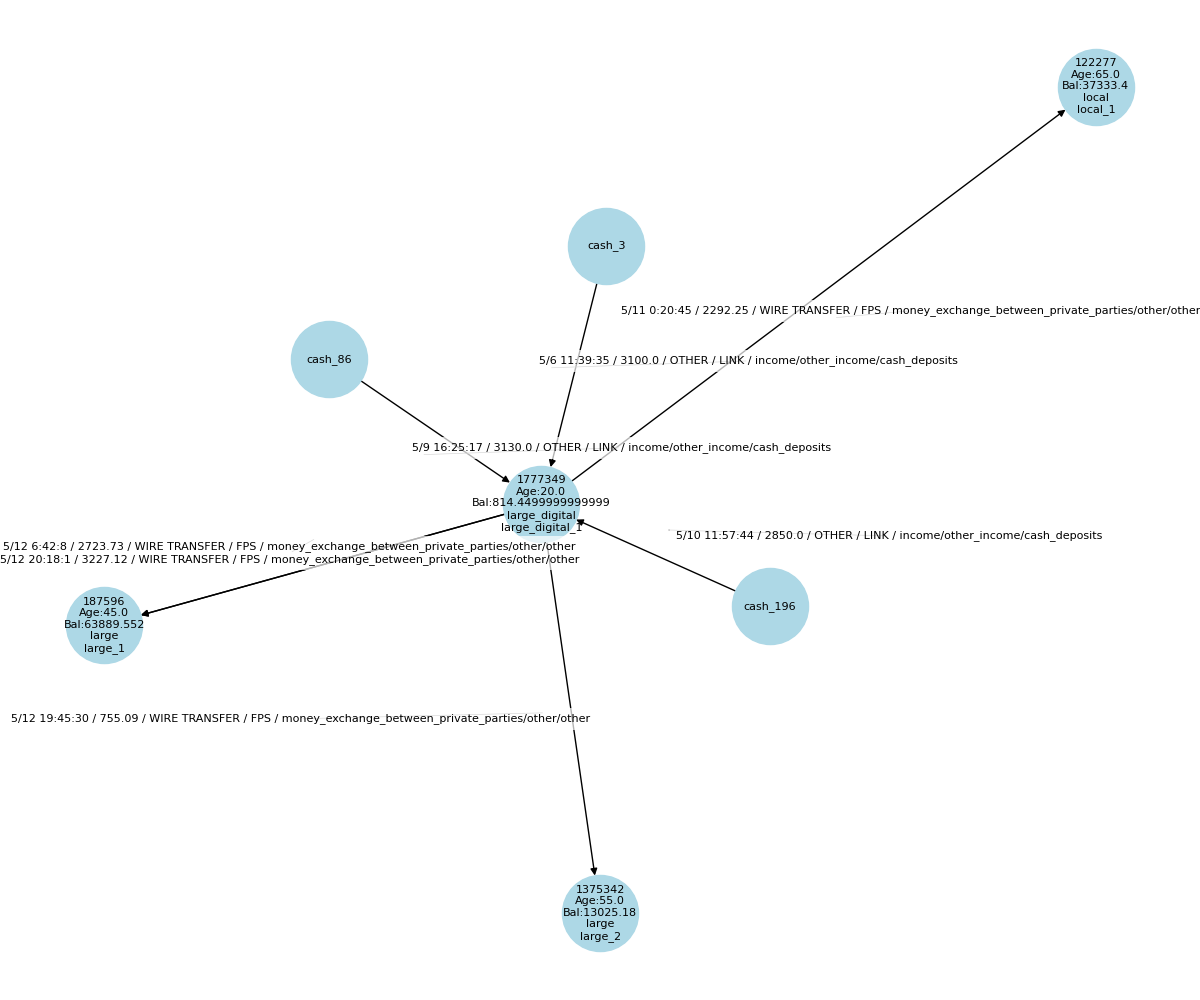 122277
Age:65.0
Bal:37333.4
local
local_1
cash_3
5/11 0:20:45 / 2292.25 / WIRE TRANSFER / FPS / money_exchange_between_private_parties/other/other
cash_86
5/6 11:39:35 / 3100.0 / OTHER / LINK / income/other_income/cash_deposits
5/9 16:25:17 / 3130.0 / OTHER / LINK / income/other_income/cash_deposits
1777349
Age:20.0
Bal:814.4499999999999
large_digital
large_digital_1
5/10 11:57:44 / 2850.0 / OTHER / LINK / income/other_income/cash_deposits
5/12 6:42:8 / 2723.73 / WIRE TRANSFER / FPS / money_exchange_between_private_parties/other/other
5/12 20:18:1 / 3227.12 / WIRE TRANSFER / FPS / money_exchange_between_private_parties/other/other
187596
Age:45.0
Bal:63889.552
large
large_1
cash_196
5/12 19:45:30 / 755.09 / WIRE TRANSFER / FPS / money_exchange_between_private_parties/other/other
1375342
Age:55.0
Bal:13025.18
large
large_2